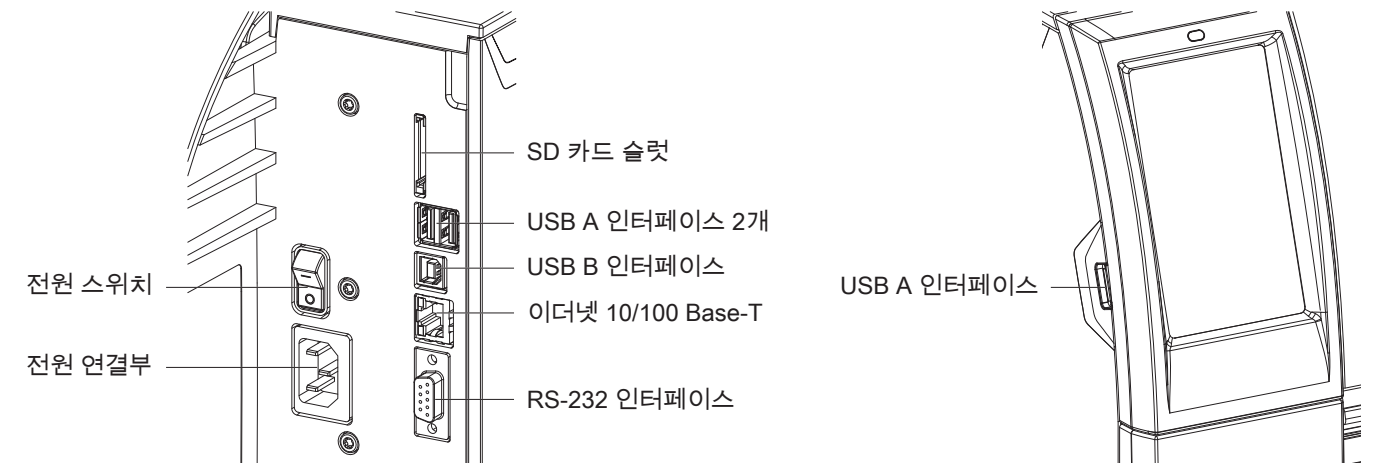 SD 카드 슬럿
USB A 인터페이스 2개
USB B 인터페이스
전원 스위치
이더넷 10/100 Base-T
전원 연결부
RS-232 인터페이스
USB A 인터페이스